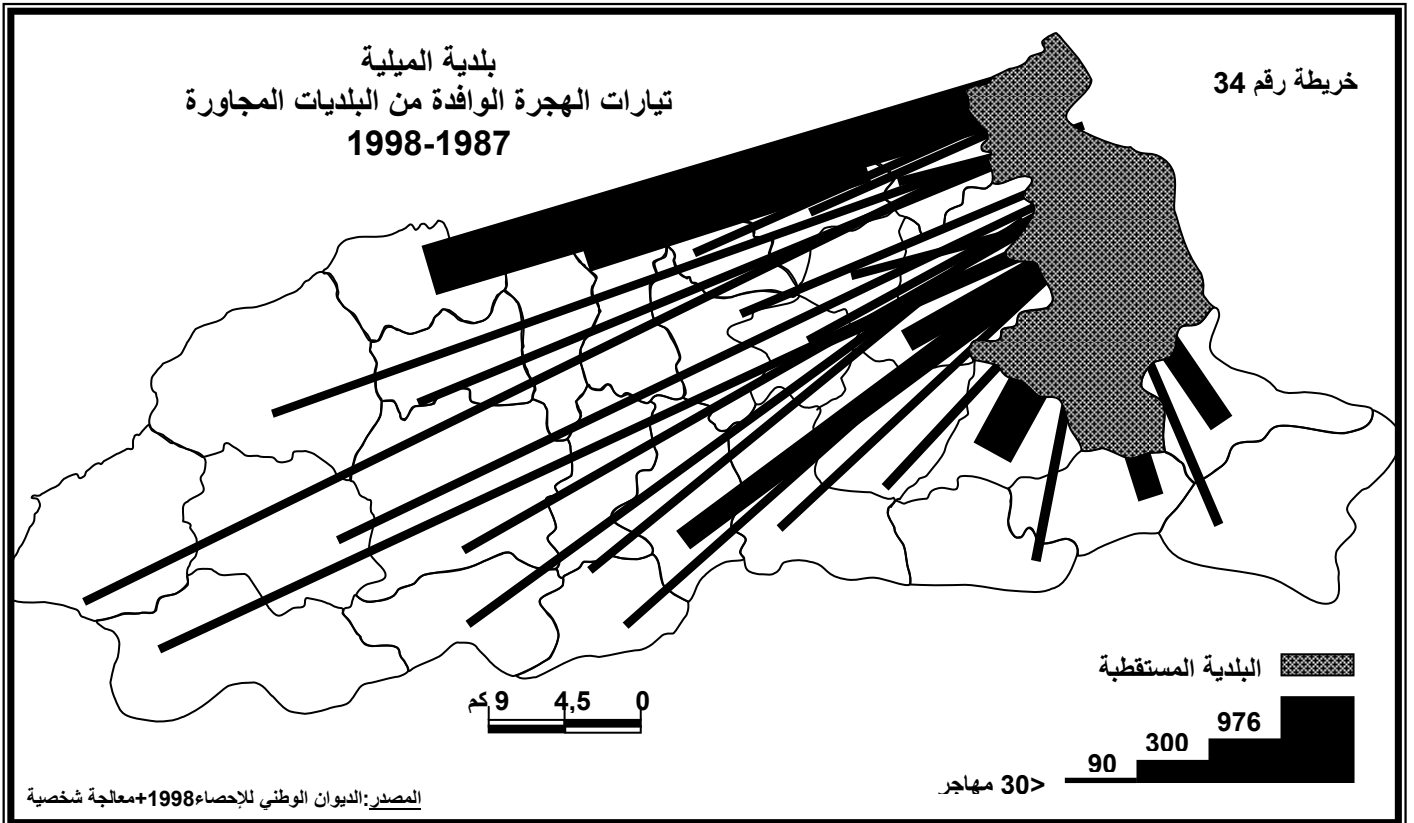 بلدية الميلية
تيارات الهجرة الوافدة من البلديات المجاورة
1998-1987
خريطة رقم 34
البلدية المستقطبة
976
300
90
<30 مهاجر
0 4,5 9 كم
المصدر:الديوان الوطني للإحصاء1998+معالجة شخصية